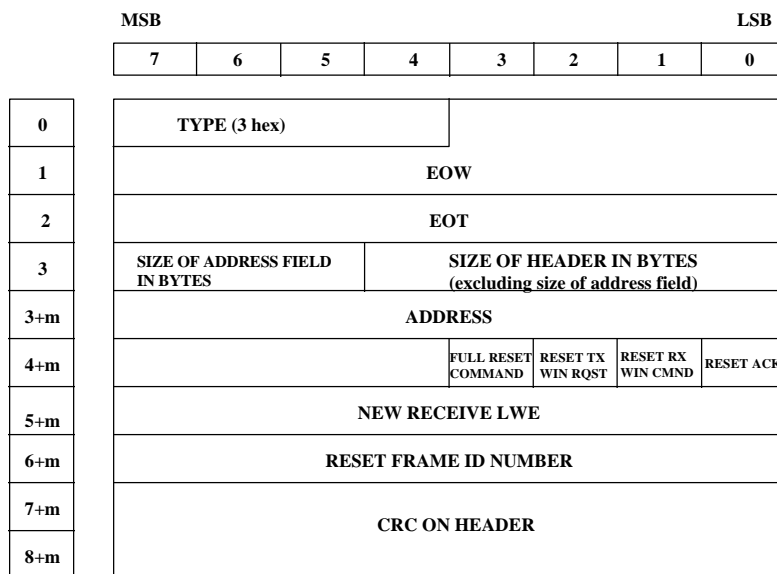 MSB LSB
7 6 5 4 3 2 1 0
0 TYPE (3 hex)
1 EOW
2 EOT
3 SIZE OF ADDRESS FIELD IN BYTES SIZE OF HEADER IN BYTES (excluding size of address field)
3+m ADDRESS
4+m FULL RESET COMMAND RESET TX WIN RQST RESET RX WIN CMND RESET ACK
5+m NEW RECEIVE LWE
6+m RESET FRAME ID NUMBER
7+m
CRC ON HEADER
8+m